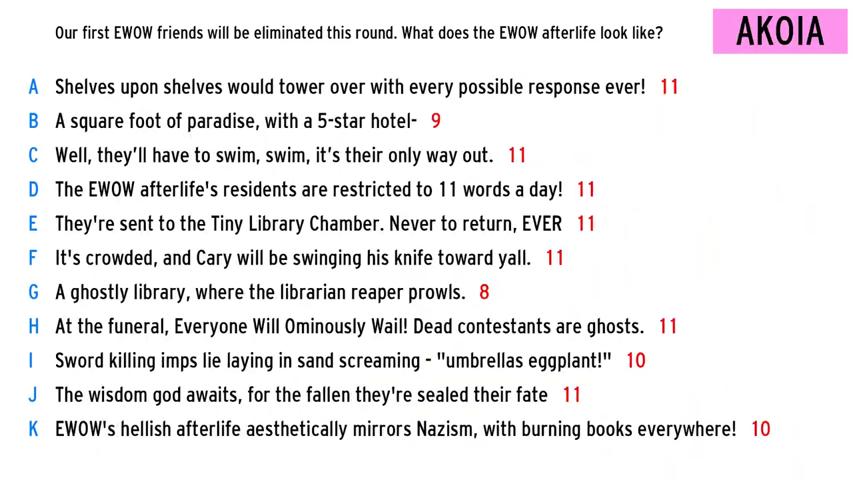 Our first EWOW friends will be eliminated this round. What does the EWOW afterlife look like?
AKOIA
A Shelves upon shelves would tower over with every possible response ever! 11
B A square foot of paradise, with a 5-star hotel- 9
C Well, they'll have to swim, swim, it's their only way out. 11
D The EWOW afterlife's residents are restricted to 11 words a day! 11
E They're sent to the Tiny Library Chamber. Never to return, EVER 11
F It's crowded, and Cary will be swinging his knife toward yall. 11
G A ghostly library, where the librarian reaper prowls. 8
H At the funeral, Everyone Will Ominously Wail! Dead contestants are ghosts. 11
I Sword killing imps lie laying in sand screaming - "umbrellas eggplant!" 10
J The wisdom god awaits, for the fallen they're sealed their fate 11
K EWOW's hellish afterlife aesthetically mirrors Nazism, with burning books everywhere! 10